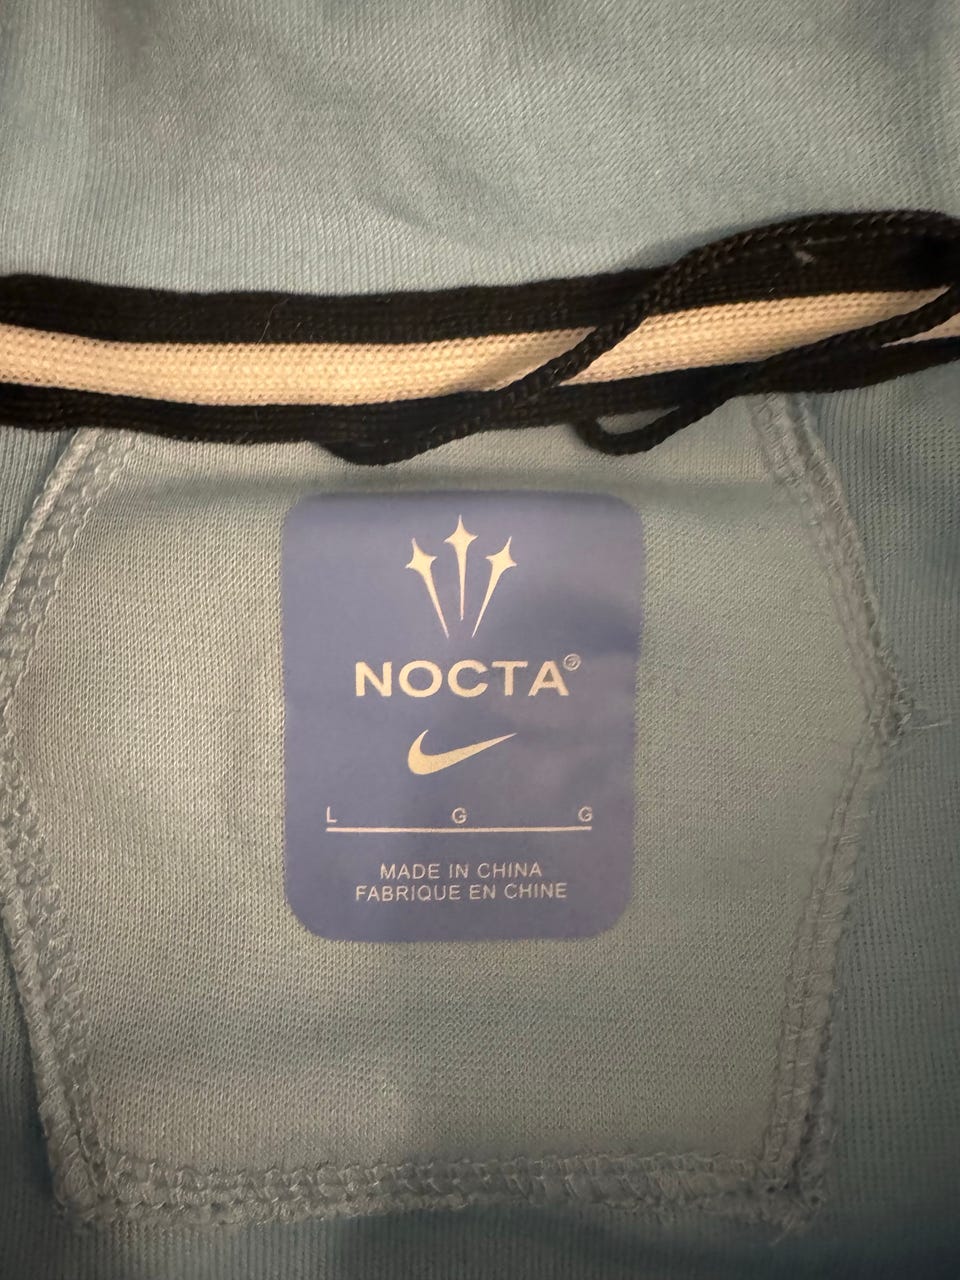 NOCTA®
L G G
MADE IN CHINA
FABRIQUE EN CHINE